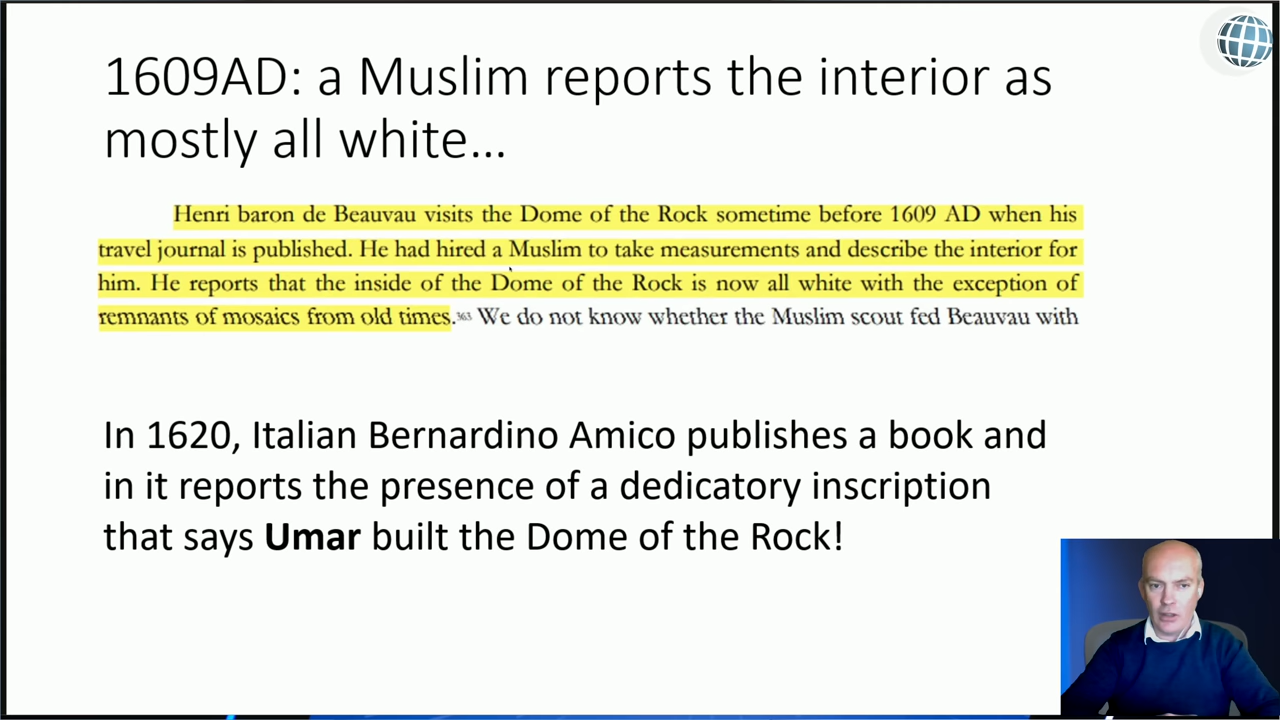 1609AD: a Muslim reports the interior as
mostly all white...
Henri baron de Beauvau visits the Dome of the Rock sometime before 1609 AD when his
travel journal is published. He had hired a Muslim to take measurements and describe the interior for
him. He reports that the inside of the Dome of the Rock is now all white with the exception of
remnants of mosaics from old times.363 We do not know whether the Muslim scout fed Beauvau with
In 1620, Italian Bernardino Amico publishes a book and
in it reports the presence of a dedicatory inscription
that says Umar built the Dome of the Rock!